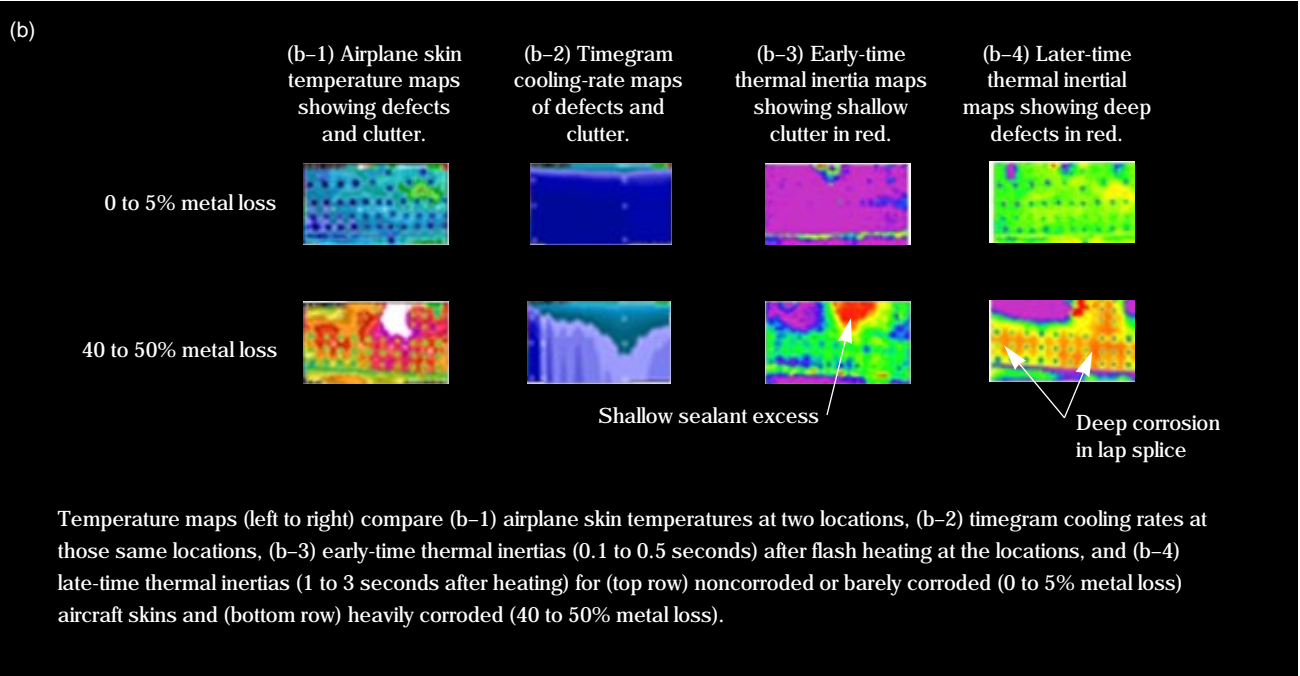 (b)
(b–1) Airplane skin
temperature maps
showing defects
and clutter.
(b–2) Timegram
cooling-rate maps
of defects and
clutter.
(b–3) Early-time
thermal inertia maps
showing shallow
clutter in red.
(b–4) Later-time
thermal inertial
maps showing deep
defects in red.
0 to 5% metal loss
40 to 50% metal loss
Shallow sealant excess
Deep corrosion
in lap splice
Temperature maps (left to right) compare (b–1) airplane skin temperatures at two locations, (b–2) timegram cooling rates at
those same locations, (b–3) early-time thermal inertias (0.1 to 0.5 seconds) after flash heating at the locations, and (b–4)
late-time thermal inertias (1 to 3 seconds after heating) for (top row) noncorroded or barely corroded (0 to 5% metal loss)
aircraft skins and (bottom row) heavily corroded (40 to 50% metal loss).